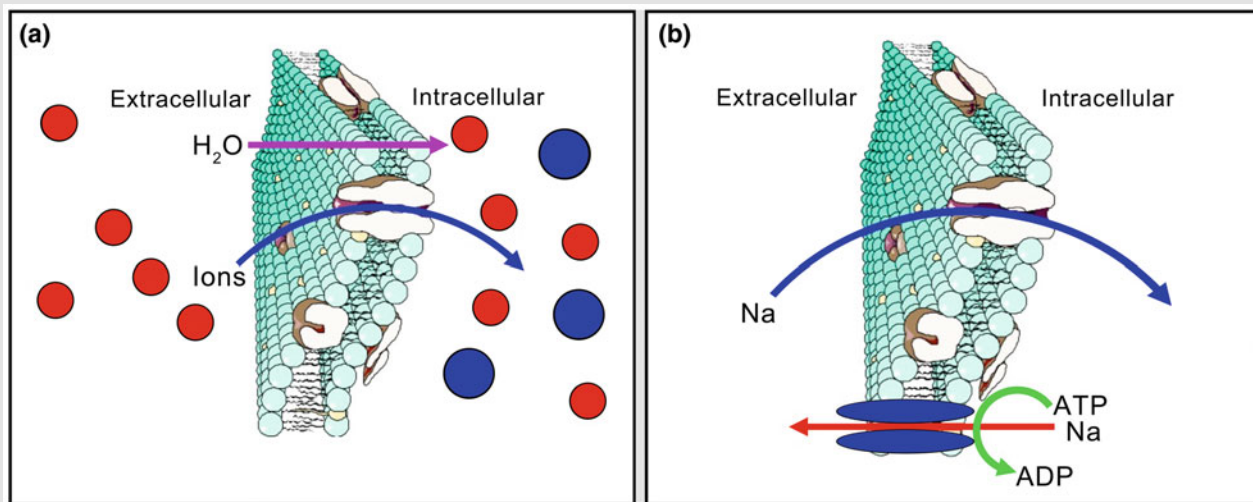 (a)
Extracellular
Intracellular
H₂O
Ions
(b)
Extracellular
Intracellular
Na
ATP
Na
ADP